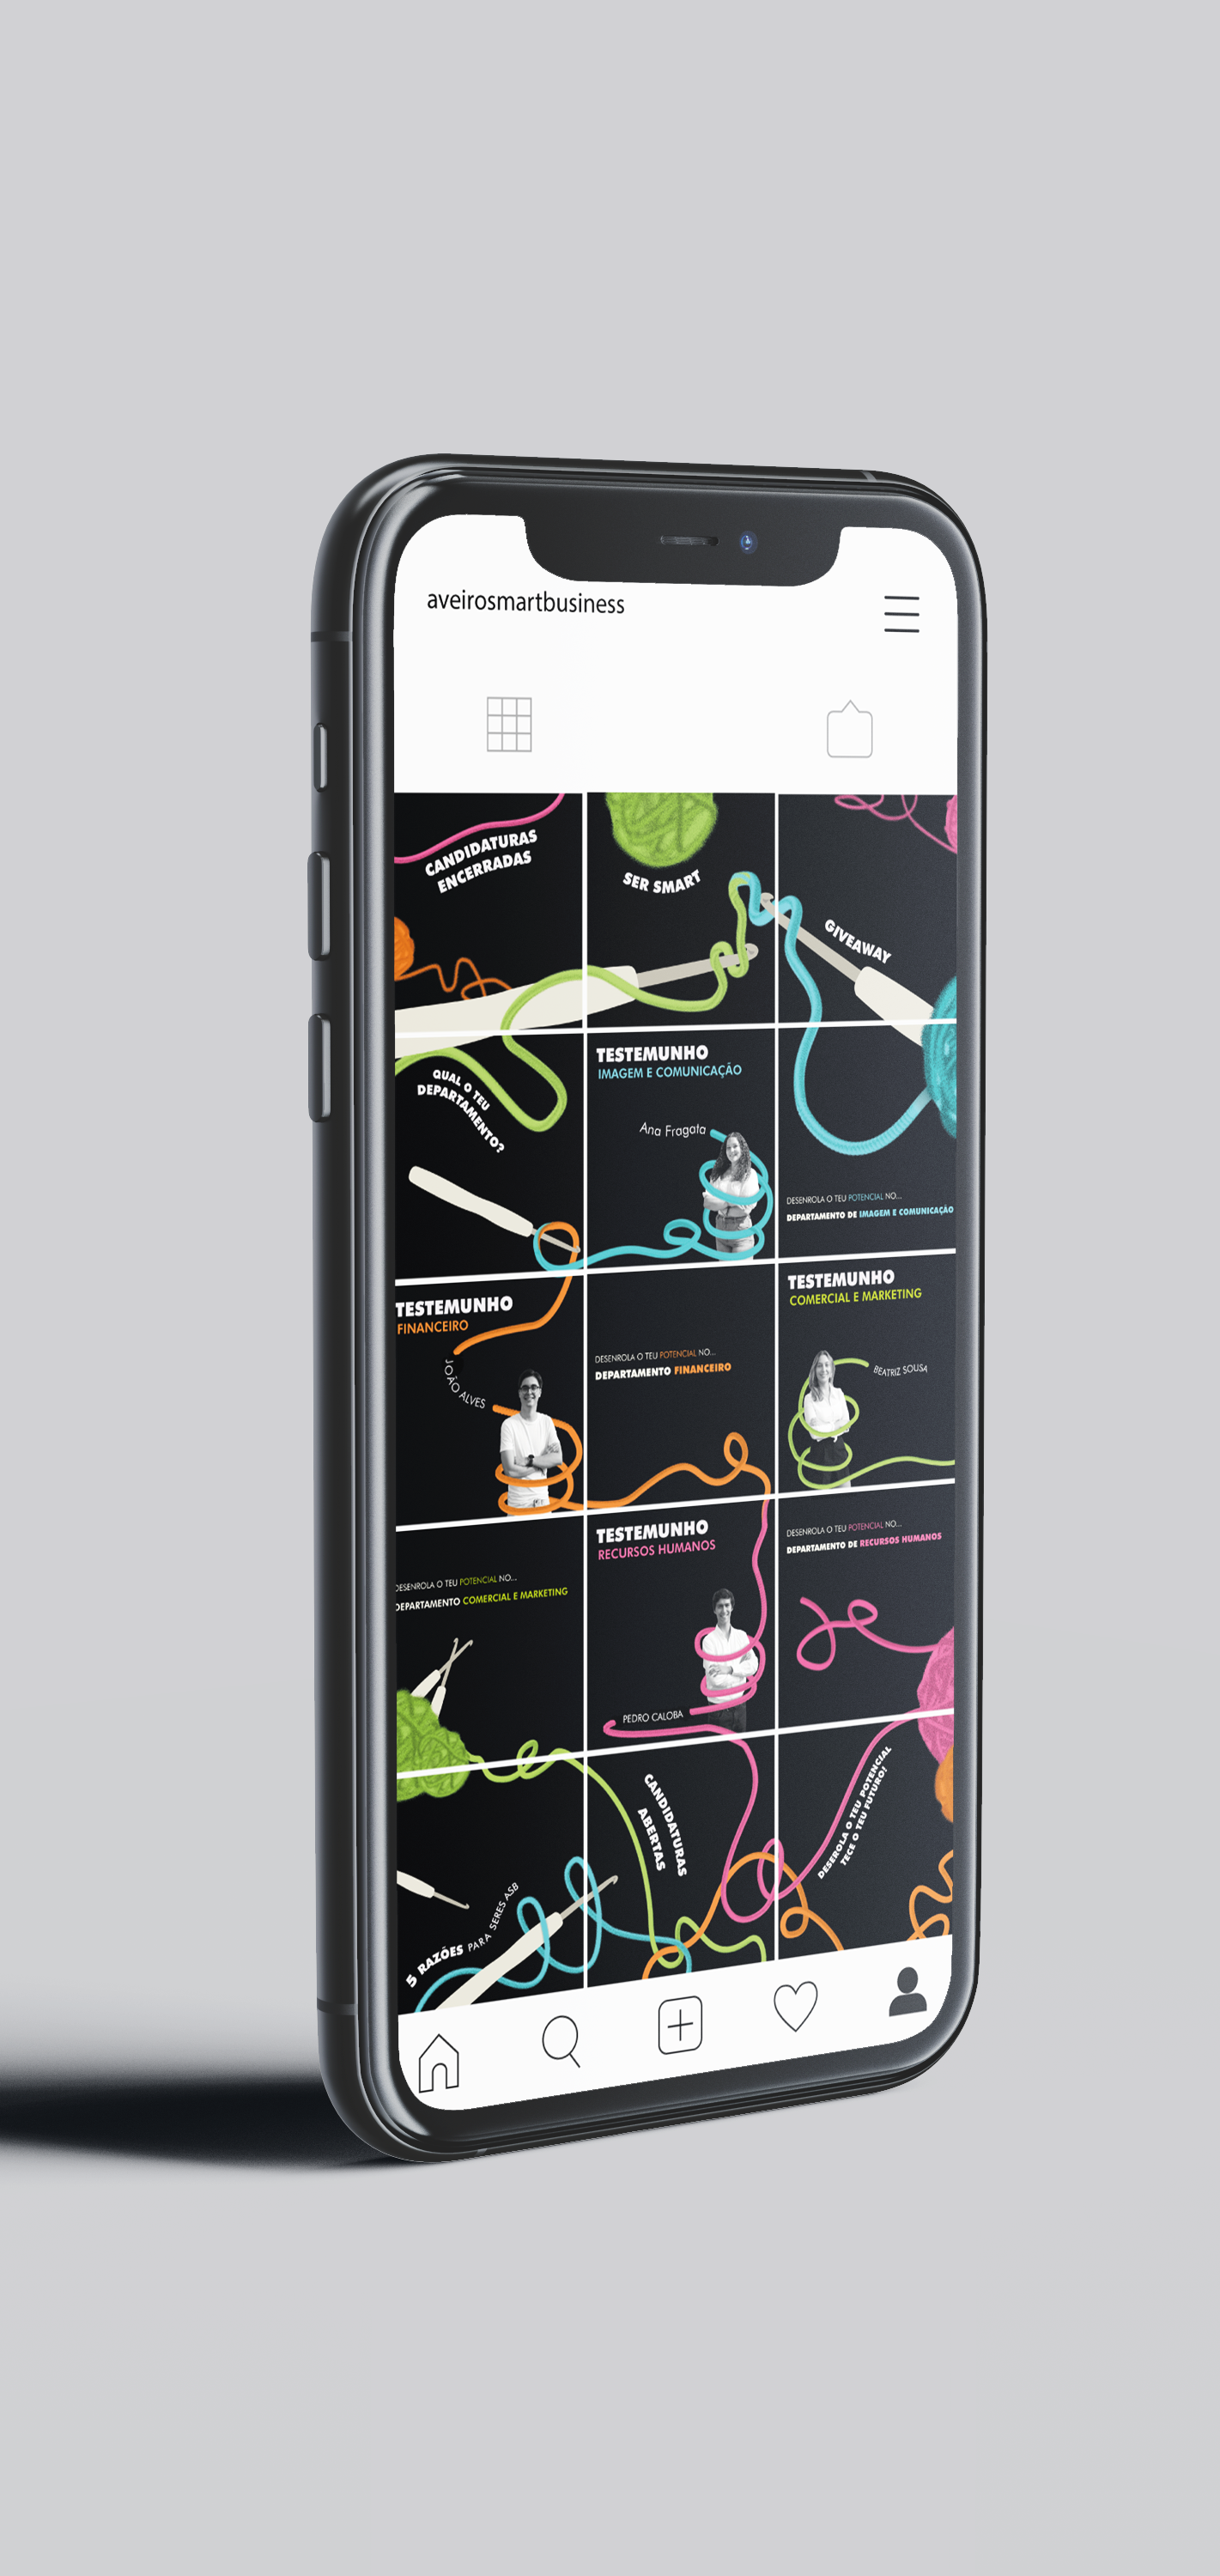 aveirosmartbusiness
CANDIDATURAS
ENCERRADAS
SER SMART
GIVEAWAY
QUAL O TEU
DEPARTAMENTO?
TESTEMUNHO
IMAGEM E COMUNICAÇÃO
Ana Fragata
DESENROLA O TEU POTENCIAL NO...
DEPARTAMENTO DE IMAGEM E COMUNICAÇÃO
TESTEMUNHO
FINANCEIRO
JOÃO ALVES
DESENROLA O TEU POTENCIAL NO...
DEPARTAMENTO FINANCEIRO
TESTEMUNHO
COMERCIAL E MARKETING
BEATRIZ SOUSA
DESENROLA O TEU POTENCIAL NO...
DEPARTAMENTO COMERCIAL E MARKETING
TESTEMUNHO
RECURSOS HUMANOS
PEDRO CALOBA
DESENROLA O TEU POTENCIAL NO...
DEPARTAMENTO DE RECURSOS HUMANOS
5 RAZÕES PARA SERES ASB
CANDIDATURAS
ABERTAS
DESEROLA O TEU POTENCIAL
TECE O TEU FUTURO!